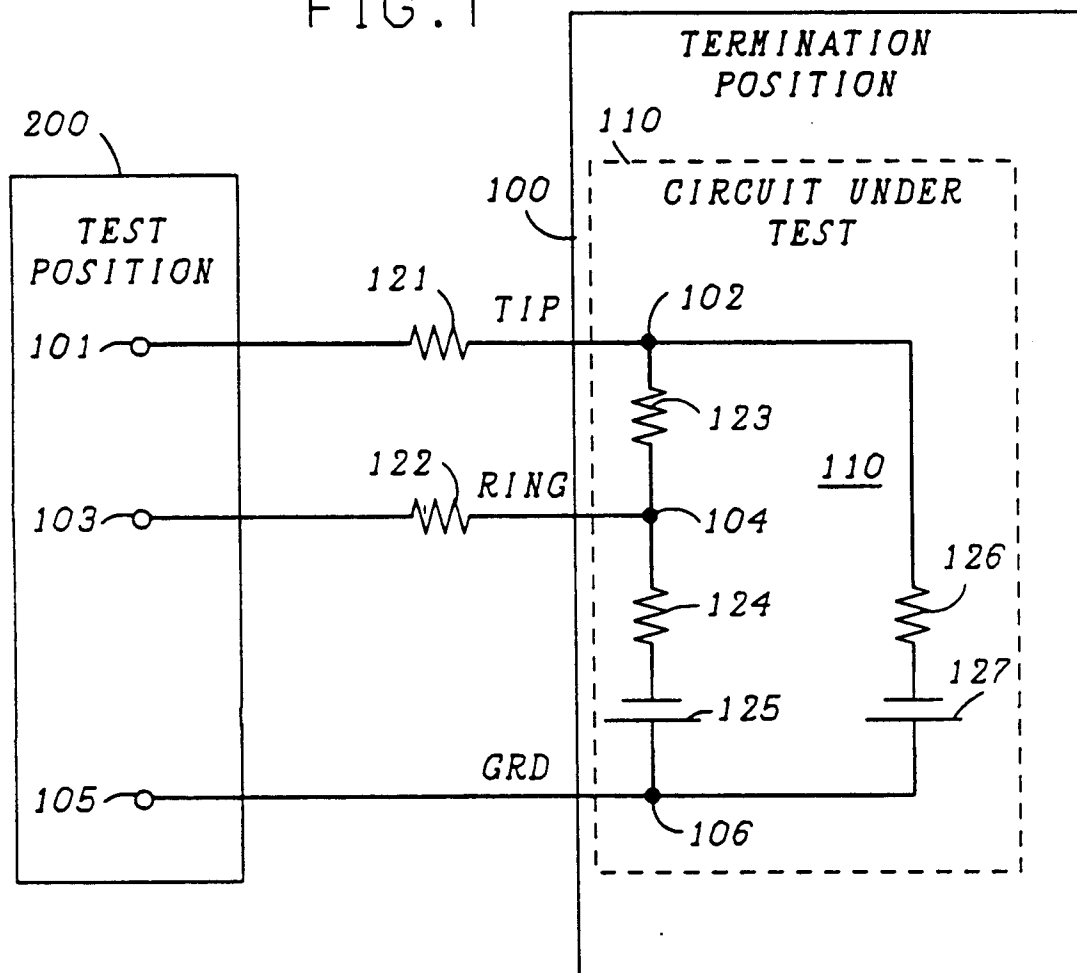 FIG.1
TERMINATION
POSITION
200
110
100
CIRCUIT UNDER
TEST
TEST
POSITION
121
TIP
102
101
123
122
RING
110
103
104
126
124
127
125
GRD
105
106